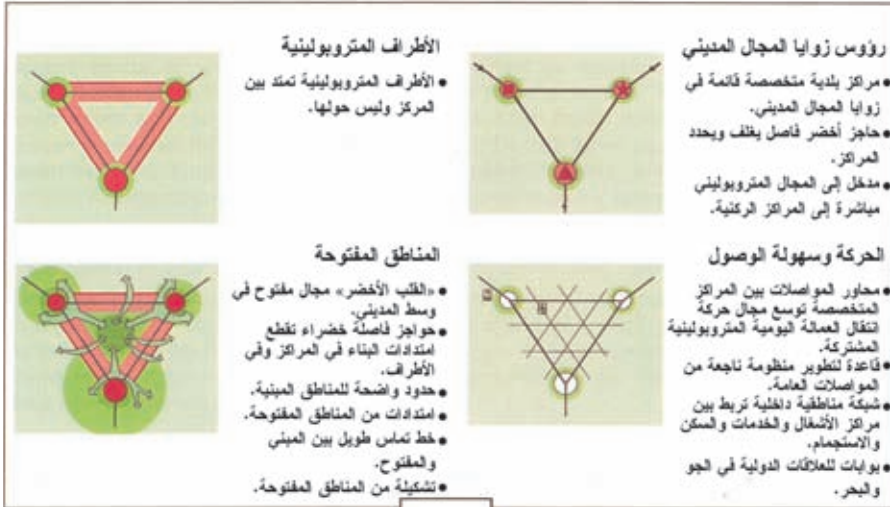 رؤوس زوايا المجال المديني
• مراكز بلدية متخصصة قائمة في
زوايا المجال المديني.
• حاجز أخضر فاصل يغلف ويحدد
المراكز.
• مدخل إلى المجال المتروبوليني
مباشرة إلى المراكز الركنية.
الأطراف المتروبولينية
• الأطراف المتروبولينية تمتد بين
المركز وليس حولها.
الحركة وسهولة الوصول
• محاور المواصلات بين المراكز
المتخصصة توسع مجال حركة
انتقال العمالة اليومية المتروبولينية
المشتركة.
• قاعدة لتطوير منظومة ناجعة من
المواصلات العامة.
• شبكة مناطقية داخلية تربط بين
مراكز الأشغال والخدمات والسكن
والاستجمام.
• بوابات للعلاقات الدولية في الجو
والبحر.
المناطق المفتوحة
• «القلب الأخضر» مجال مفتوح في
وسط المديني.
• حواجز فاصلة خضراء تقطع
امتدادات البناء في المراكز وفي
الأطراف.
• حدود واضحة للمناطق المبنية.
• امتدادات من المناطق المفتوحة.
• خط تماس طويل بين المبني
والمفتوح.
• تشكيلة من المناطق المفتوحة.